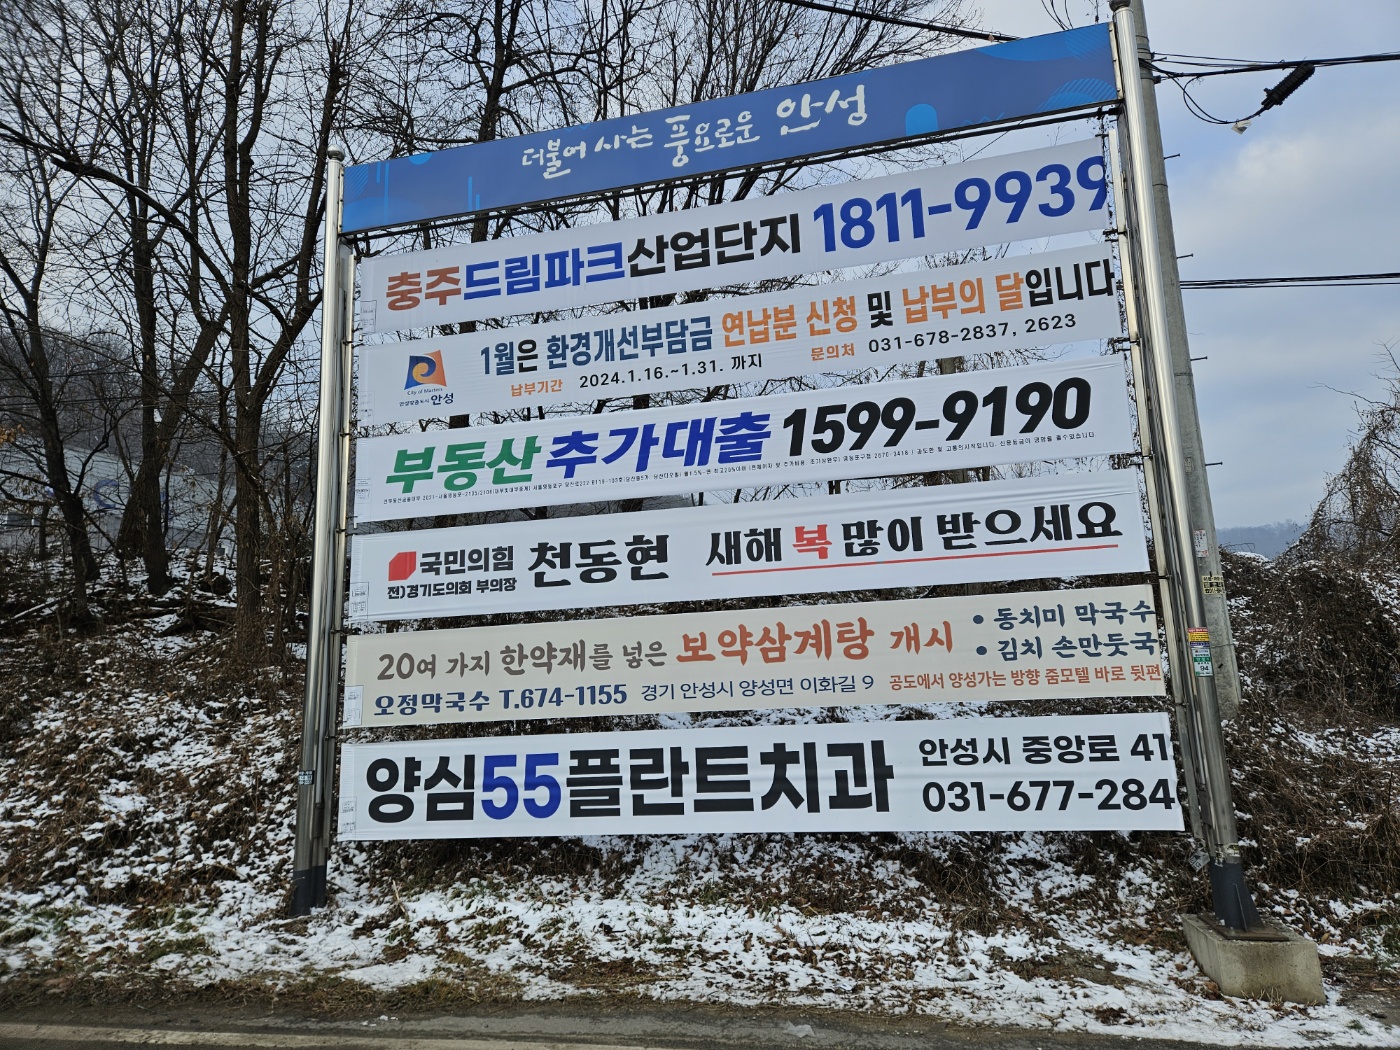 더불어 사는 풍요로운 안성
충주드림파크산업단지 1811-9939
1월은 환경개선부담금 연납분 신청 및 납부의 달입니다
City of Masters
안성
납부기간 2024.1.16.~1.31. 까지 문의처 031-678-2837, 2623
부동산 추가대출 1599-9190
국민의힘 천동현 새해 복 많이 받으세요
전)경기도의회 부의장
20여 가지 한약재를 넣은 보약삼계탕 개시
• 동치미 막국수
• 김치 손만둣국
오정막국수 T.674-1155 경기 안성시 양성면 이화길 9 공도에서 양성가는 방향 줌모텔 바로 뒷편
양심55플란트치과
안성시 중앙로 41
031-677-284